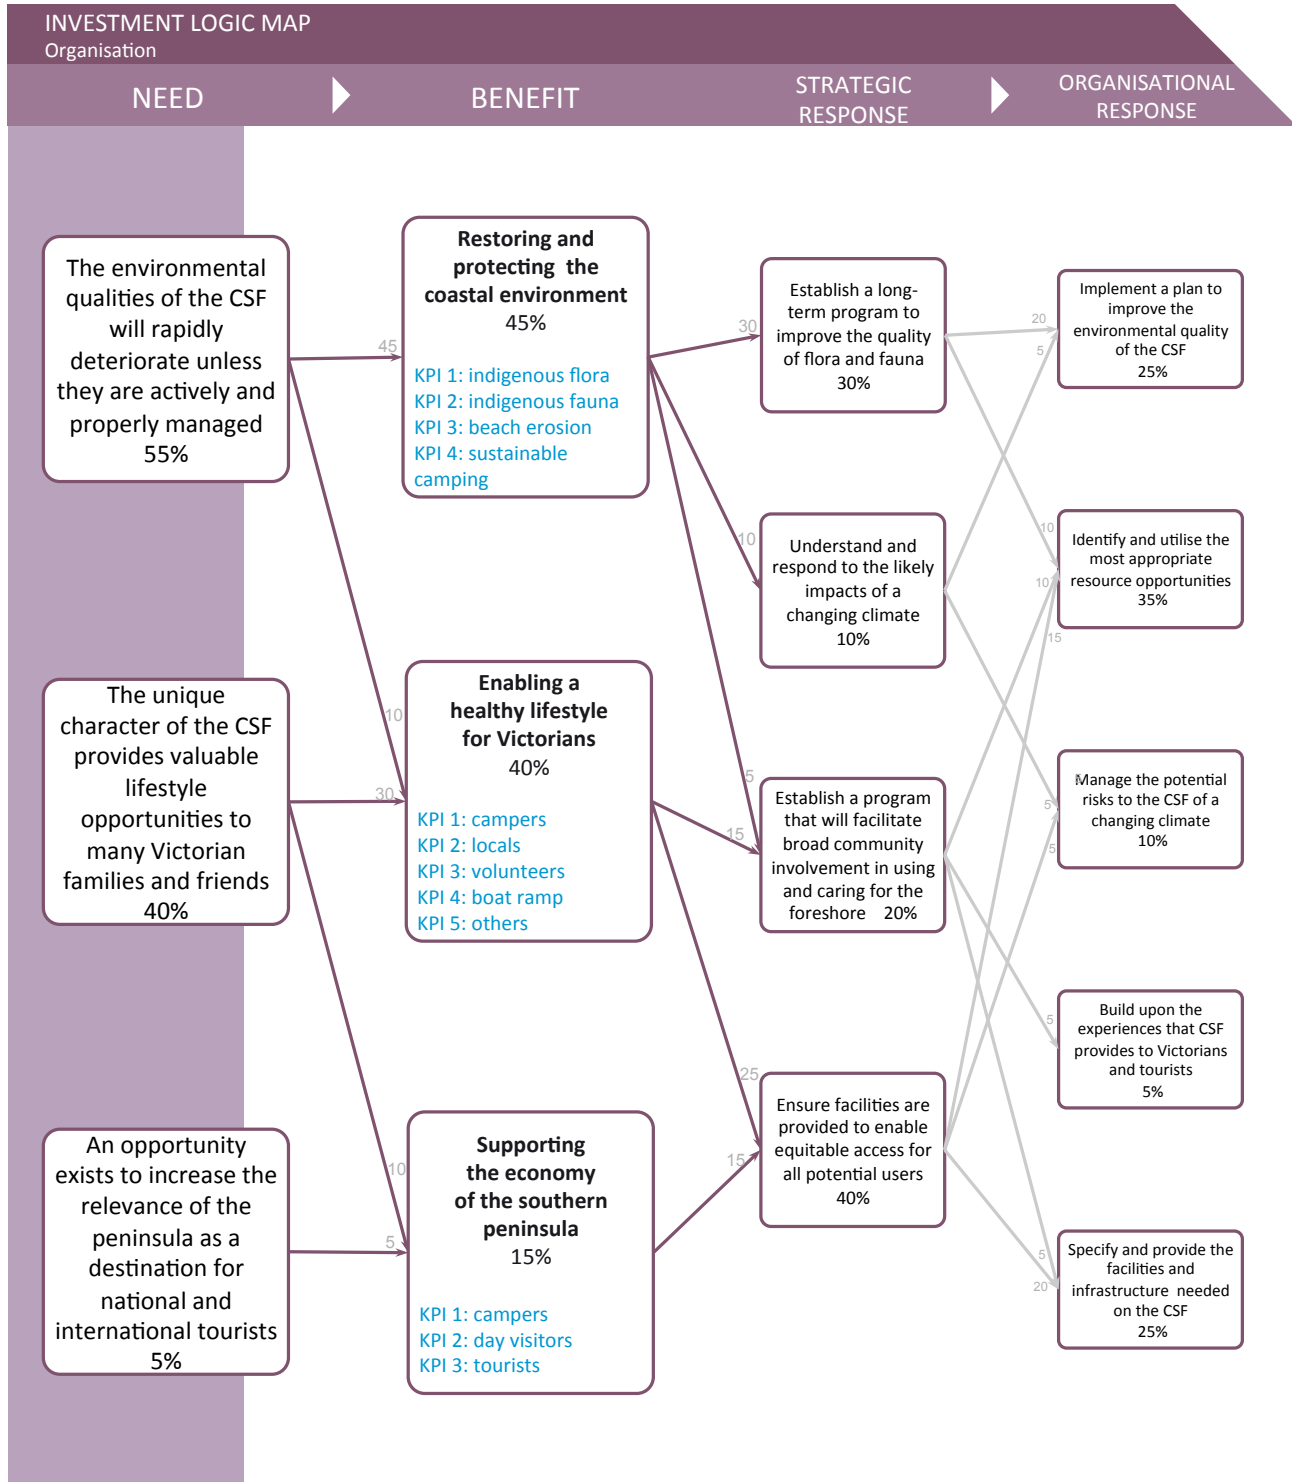 INVESTMENT LOGIC MAP
Organisation
NEED
BENEFIT
STRATEGIC
RESPONSE
ORGANISATIONAL
RESPONSE
The environmental
qualities of the CSF
will rapidly
deteriorate unless
they are actively and
properly managed
55%
The unique
character of the CSF
provides valuable
lifestyle
opportunities to
many Victorian
families and friends
40%
An opportunity
exists to increase the
relevance of the
peninsula as a
destination for
national and
international tourists
5%
45
10
30
10
5
Restoring and
protecting the
coastal environment
45%
KPI 1: indigenous flora
KPI 2: indigenous fauna
KPI 3: beach erosion
KPI 4: sustainable
camping
Enabling a
healthy lifestyle
for Victorians
40%
KPI 1: campers
KPI 2: locals
KPI 3: volunteers
KPI 4: boat ramp
KPI 5: others
Supporting
the economy
of the southern
peninsula
15%
KPI 1: campers
KPI 2: day visitors
KPI 3: tourists
30
10
5
15
25
15
Establish a long-
term program to
improve the quality
of flora and fauna
30%
Understand and
respond to the likely
impacts of a
changing climate
10%
Establish a program
that will facilitate
broad community
involvement in using
and caring for the
foreshore 20%
Ensure facilities are
provided to enable
equitable access for
all potential users
40%
20
5
10
10
15
5
5
5
5
20
Implement a plan to
improve the
environmental quality
of the CSF
25%
Identify and utilise the
most appropriate
resource opportunities
35%
Manage the potential
risks to the CSF of a
changing climate
10%
Build upon the
experiences that CSF
provides to Victorians
and tourists
5%
Specify and provide the
facilities and
infrastructure needed
on the CSF
25%